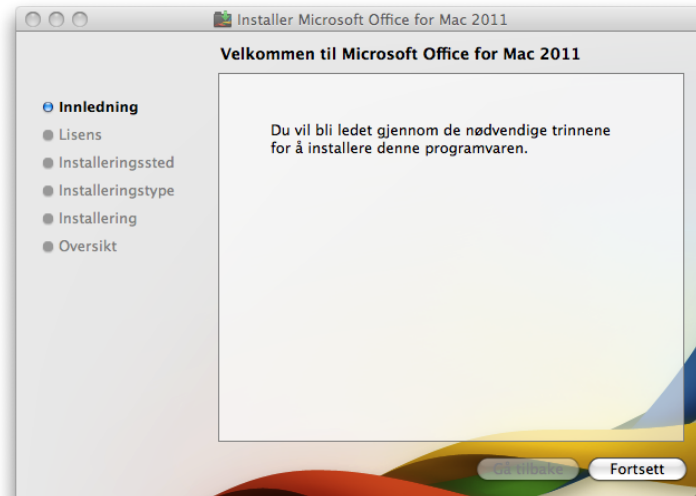 Installer Microsoft Office for Mac 2011
Velkommen til Microsoft Office for Mac 2011
Innledning
Lisens
Installeringssted
Installeringstype
Installering
Oversikt
Du vil bli ledet gjennom de nødvendige trinnene
for å installere denne programvaren.
Gå tilbake
Fortsett